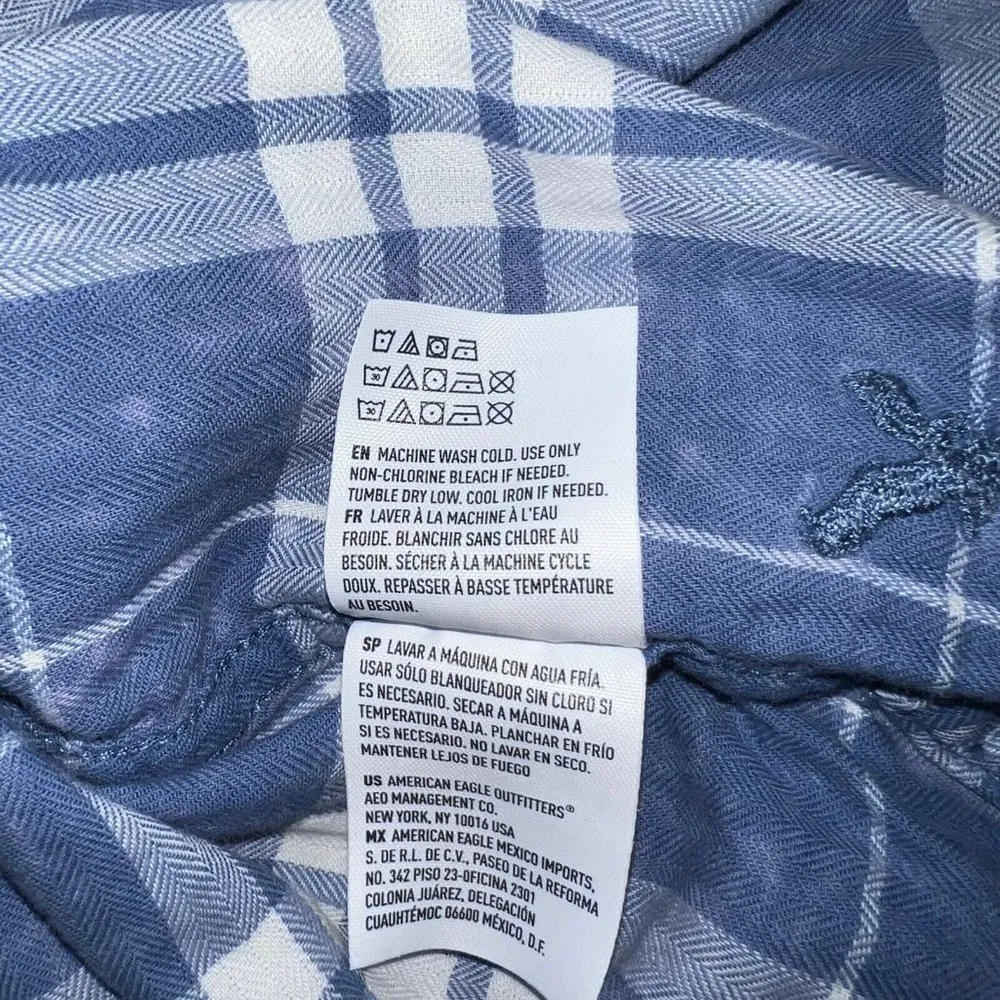 30
30
EN MACHINE WASH COLD. USE ONLY
NON-CHLORINE BLEACH IF NEEDED.
TUMBLE DRY LOW. COOL IRON IF NEEDED.
FR LAVER À LA MACHINE À L'EAU
FROIDE. BLANCHIR SANS CHLORE AU
BESOIN. SÉCHER À LA MACHINE CYCLE
DOUX. REPASSER À BASSE TEMPÉRATURE
AU BESOIN.
SP LAVAR A MÁQUINA CON AGUA FRÍA.
USAR SÓLO BLANQUEADOR SIN CLORO SI
ES NECESARIO. SECAR A MÁQUINA A
TEMPERATURA BAJA. PLANCHAR EN FRÍO
SI ES NECESARIO. NO LAVAR EN SECO.
MANTENER LEJOS DE FUEGO
US AMERICAN EAGLE OUTFITTERS®
AEO MANAGEMENT CO.
NEW YORK, NY 10016 USA
MX AMERICAN EAGLE MEXICO IMPORTS,
S. DE R.L. DE C.V., PASEO DE LA REFORMA
NO. 342 PISO 23-OFICINA 2301
COLONIA JUÁREZ, DELEGACIÓN
CUAUHTÉMOC 06600 MÉXICO, D.F.